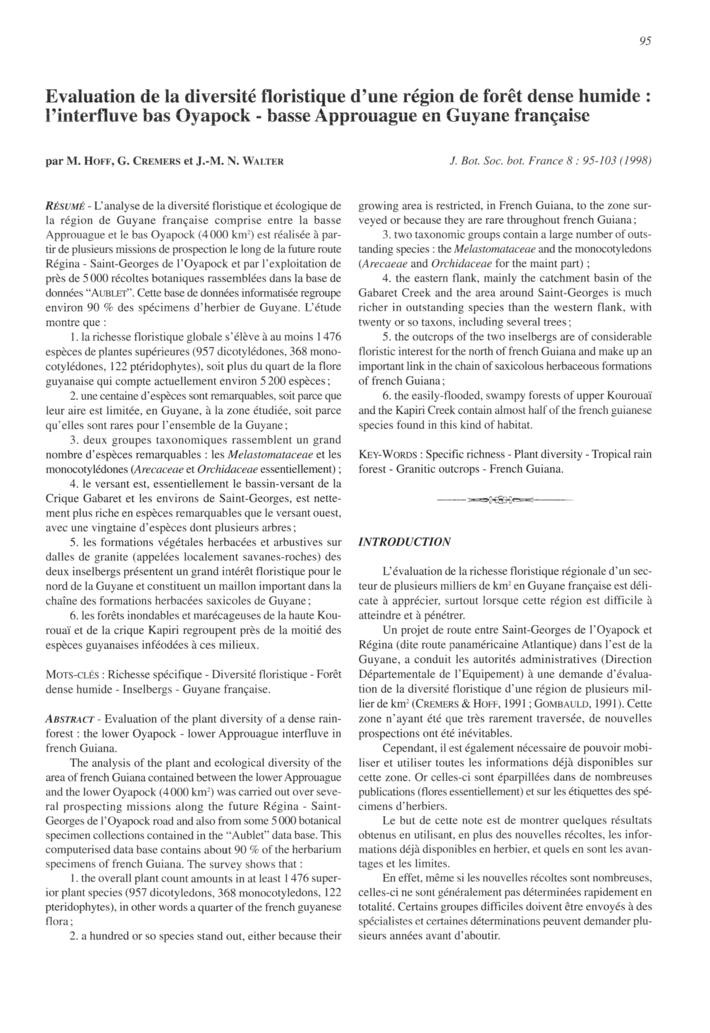 95
Evaluation de la diversité floristique d'une région de forêt dense humide :
l'interfluve bas Oyapock - basse Approuague en Guyane française
par M. HOFF, G. CREMERS et J.-M. N. WALTER
J. Bot. Soc. bot. France 8 : 95-103 (1998)
RÉSUMÉ - L'analyse de la diversité floristique et écologique de
la région de Guyane française comprise entre la basse
Approuague et le bas Oyapock (4 000 km²) est réalisée à par-
tir de plusieurs missions de prospection le long de la future route
Régina - Saint-Georges de l'Oyapock et par l'exploitation de
près de 5 000 récoltes botaniques rassemblées dans la base de
données "AUBLET". Cette base de données informatisée regroupe
environ 90 % des spécimens d'herbier de Guyane. L'étude
montre que :
1. la richesse floristique globale s'élève à au moins 1 476
espèces de plantes supérieures (957 dicotylédones, 368 mono-
cotylédones, 122 ptéridophytes), soit plus du quart de la flore
guyanaise qui compte actuellement environ 5 200 espèces ;
2. une centaine d'espèces sont remarquables, soit parce que
leur aire est limitée, en Guyane, à la zone étudiée, soit parce
qu'elles sont rares pour l'ensemble de la Guyane ;
3. deux groupes taxonomiques rassemblent un grand
nombre d'espèces remarquables : les Melastomataceae et les
monocotylédones (Arecaceae et Orchidaceae essentiellement) ;
4. le versant est, essentiellement le bassin-versant de la
Crique Gabaret et les environs de Saint-Georges, est nette-
ment plus riche en espèces remarquables que le versant ouest,
avec une vingtaine d'espèces dont plusieurs arbres ;
5. les formations végétales herbacées et arbustives sur
dalles de granite (appelées localement savanes-roches) des
deux inselbergs présentent un grand intérêt floristique pour le
nord de la Guyane et constituent un maillon important dans la
chaîne des formations herbacées saxicoles de Guyane ;
6. les forêts inondables et marécageuses de la haute Kou-
rouaï et de la crique Kapiri regroupent près de la moitié des
espèces guyanaises inféodées à ces milieux.
MOTS-CLÉS : Richesse spécifique - Diversité floristique - Forêt
dense humide - Inselbergs - Guyane française.
ABSTRACT - Evaluation of the plant diversity of a dense rain-
forest : the lower Oyapock - lower Approuague interfluve in
french Guiana.
The analysis of the plant and ecological diversity of the
area of french Guiana contained between the lower Approuague
and the lower Oyapock (4 000 km²) was carried out over seve-
ral prospecting missions along the future Régina - Saint-
Georges de l'Oyapock road and also from some 5 000 botanical
specimen collections contained in the "Aublet" data base. This
computerised data base contains about 90 % of the herbarium
specimens of french Guiana. The survey shows that :
1. the overall plant count amounts in at least 1 476 super-
ior plant species (957 dicotyledons, 368 monocotyledons, 122
pteridophytes), in other words a quarter of the french guyanese
flora ;
2. a hundred or so species stand out, either because their
growing area is restricted, in French Guiana, to the zone sur-
veyed or because they are rare throughout french Guiana ;
3. two taxonomic groups contain a large number of outs-
tanding species : the Melastomataceae and the monocotyledons
(Arecaeae and Orchidaceae for the maint part) ;
4. the eastern flank, mainly the catchment basin of the
Gabaret Creek and the area around Saint-Georges is much
richer in outstanding species than the western flank, with
twenty or so taxons, including several trees ;
5. the outcrops of the two inselbergs are of considerable
floristic interest for the north of french Guiana and make up an
important link in the chain of saxicolous herbaceous formations
of french Guiana ;
6. the easily-flooded, swampy forests of upper Kourouaï
and the Kapiri Creek contain almost half of the french guianese
species found in this kind of habitat.
KEY-WORDS : Specific richness - Plant diversity - Tropical rain
forest - Granitic outcrops - French Guiana.
INTRODUCTION
L'évaluation de la richesse floristique régionale d'un sec-
teur de plusieurs milliers de km² en Guyane française est déli-
cate à apprécier, surtout lorsque cette région est difficile à
atteindre et à pénétrer.
Un projet de route entre Saint-Georges de l'Oyapock et
Régina (dite route panaméricaine Atlantique) dans l'est de la
Guyane, a conduit les autorités administratives (Direction
Départementale de l'Equipement) à une demande d'évalua-
tion de la diversité floristique d'une région de plusieurs mil-
lier de km² (CREMERS & HOFF, 1991 ; GOMBAULD, 1991). Cette
zone n'ayant été que très rarement traversée, de nouvelles
prospections ont été inévitables.
Cependant, il est également nécessaire de pouvoir mobi-
liser et utiliser toutes les informations déjà disponibles sur
cette zone. Or celles-ci sont éparpillées dans de nombreuses
publications (flores essentiellement) et sur les étiquettes des spé-
cimens d'herbiers.
Le but de cette note est de montrer quelques résultats
obtenus en utilisant, en plus des nouvelles récoltes, les infor-
mations déjà disponibles en herbier, et quels en sont les avan-
tages et les limites.
En effet, même si les nouvelles récoltes sont nombreuses,
celles-ci ne sont généralement pas déterminées rapidement en
totalité. Certains groupes difficiles doivent être envoyés à des
spécialistes et certaines déterminations peuvent demander plu-
sieurs années avant d'aboutir.